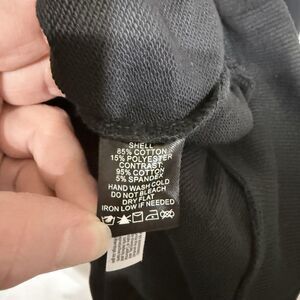 SHELL
85% COTTON
15% POLYESTER
CONTRAST:
95% COTTON
5% SPANDEX
HAND WASH COLD
DO NOT BLEACH
DRY FLAT
IRON LOW IF NEEDED